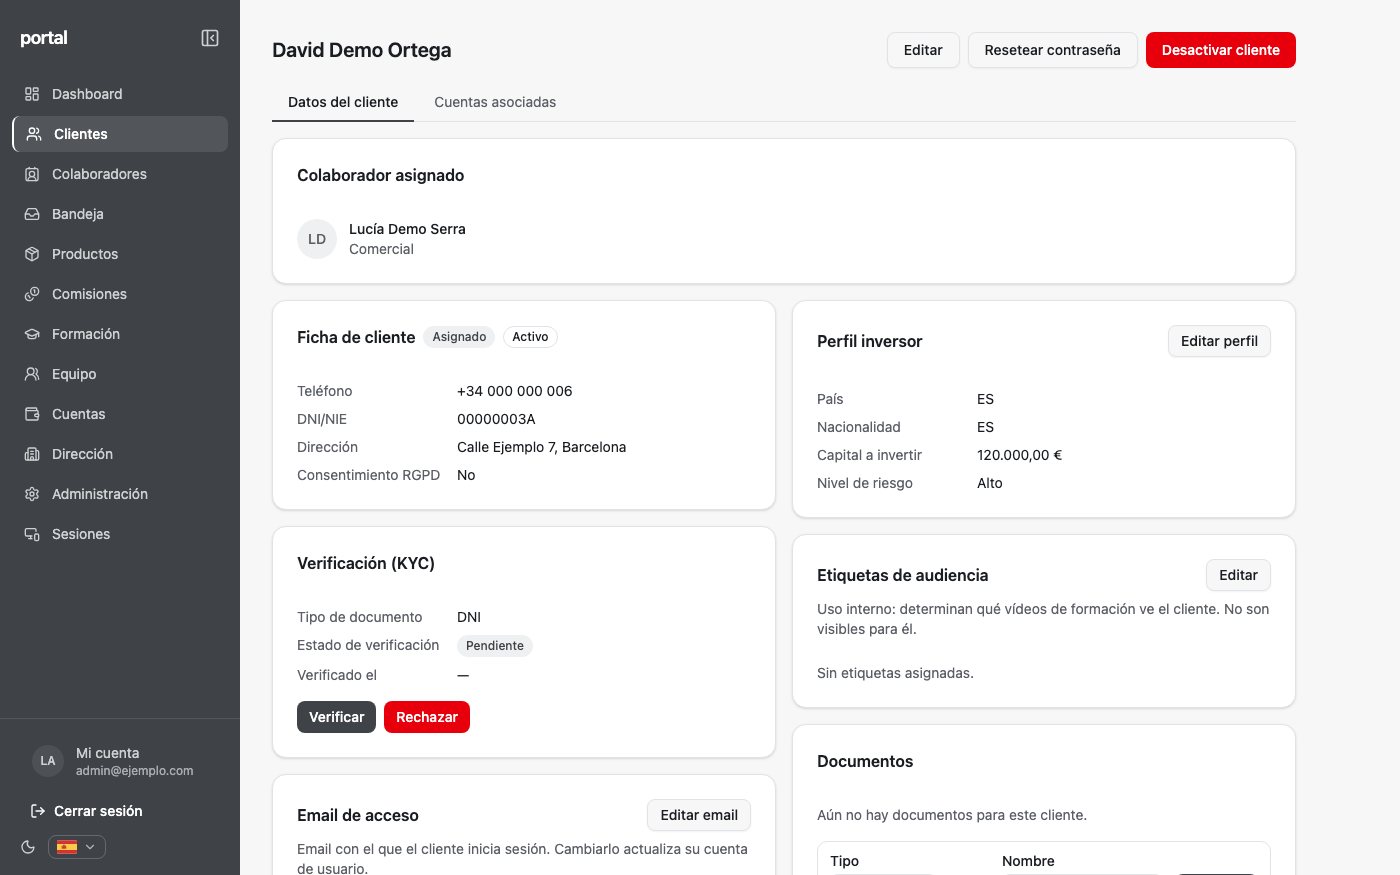 portal
Dashboard
Clientes
Colaboradores
Bandeja
Productos
Comisiones
Formación
Equipo
Cuentas
Dirección
Administración
Sesiones
LA
Mi cuenta
admin@ejemplo.com
Cerrar sesión
David Demo Ortega
Editar
Resetear contraseña
Desactivar cliente
Datos del cliente
Cuentas asociadas
Colaborador asignado
LD
Lucía Demo Serra
Comercial
Ficha de cliente
Asignado
Activo
Teléfono +34 000 000 006
DNI/NIE 00000003A
Dirección Calle Ejemplo 7, Barcelona
Consentimiento RGPD No
Verificación (KYC)
Tipo de documento DNI
Estado de verificación Pendiente
Verificado el —
Verificar
Rechazar
Email de acceso
Editar email
Email con el que el cliente inicia sesión. Cambiarlo actualiza su cuenta
de usuario.
Perfil inversor
Editar perfil
País ES
Nacionalidad ES
Capital a invertir 120.000,00 €
Nivel de riesgo Alto
Etiquetas de audiencia
Editar
Uso interno: determinan qué vídeos de formación ve el cliente. No son
visibles para él.
Sin etiquetas asignadas.
Documentos
Aún no hay documentos para este cliente.
Tipo
Nombre